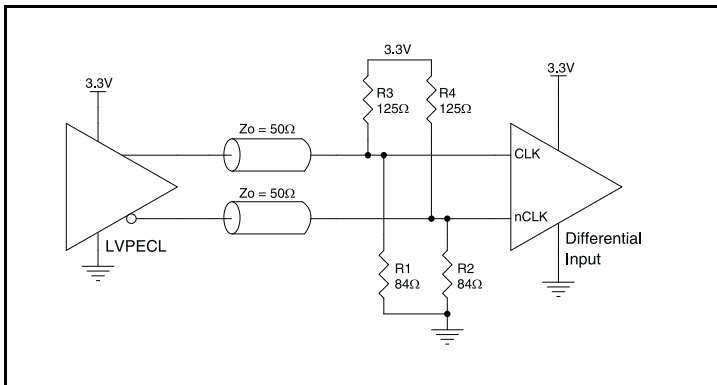 3.3V
3.3V
3.3V
R3
125Ω
R4
125Ω
Zo = 50Ω
CLK
Zo = 50Ω
nCLK
LVPECL
Differential
Input
R1
84Ω
R2
84Ω